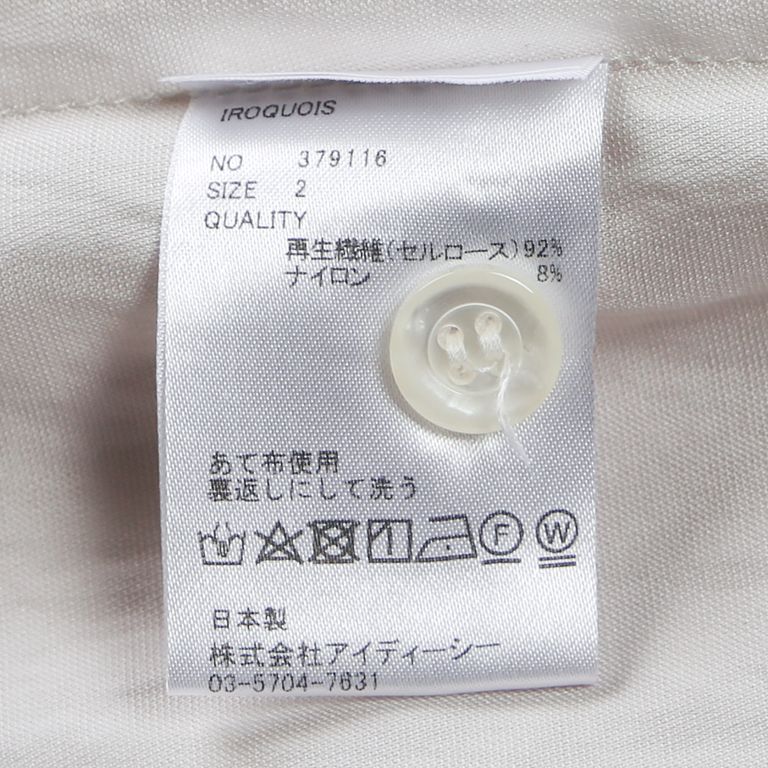 IROQUOIS
NO 379116
SIZE 2
QUALITY
再生繊維(セルロース)92%
ナイロン 8%
あて布使用
裏返しにして洗う
F W
日本製
株式会社アイディーシー
03-5704-7631